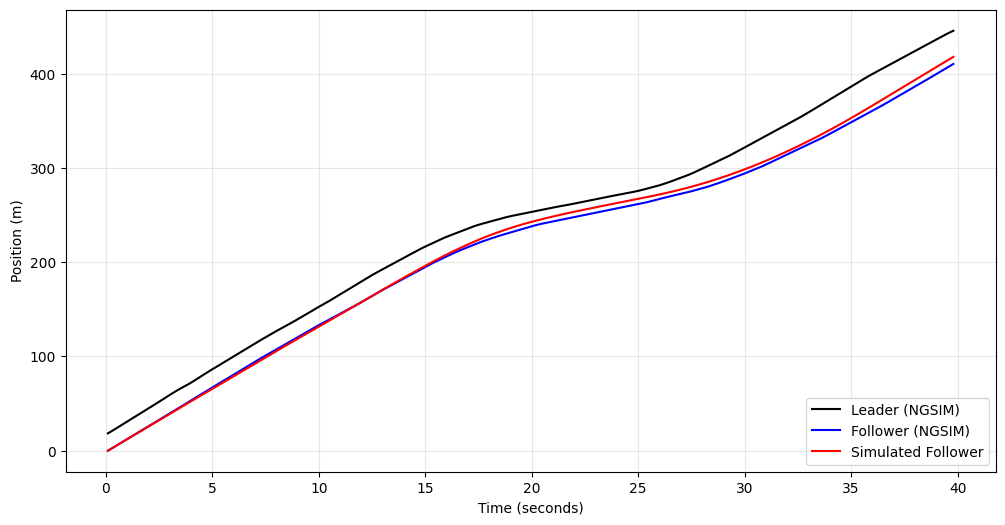 400
300
200
100
0
Position (m)
0 5 10 15 20 25 30 35 40
Time (seconds)
Leader (NGSIM)
Follower (NGSIM)
Simulated Follower